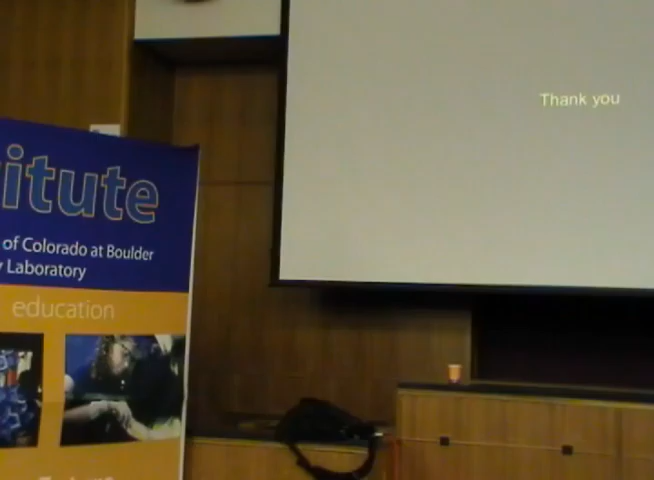 Thank you
itute
of Colorado at Boulder
Laboratory
education